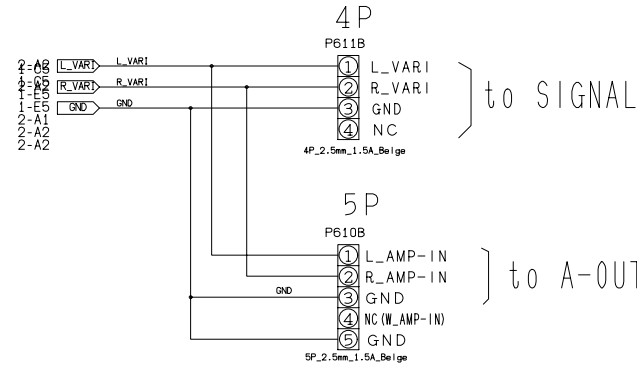 4P
P611B
L_VARI
L_VARI
1 L_VARI
R_VARI
R_VARI
2 R_VARI
1-E5
GND
GND
3 GND
2-A1
2-A2
2-A2
4 NC
to SIGNAL
4P_2.5mm_1.5A_Beige
5P
P610B
1 L_AMP-IN
2 R_AMP-IN
GND
3 GND
4 NC(W_AMP-IN)
5 GND
to A-OUT
5P_2.5mm_1.5A_Beige